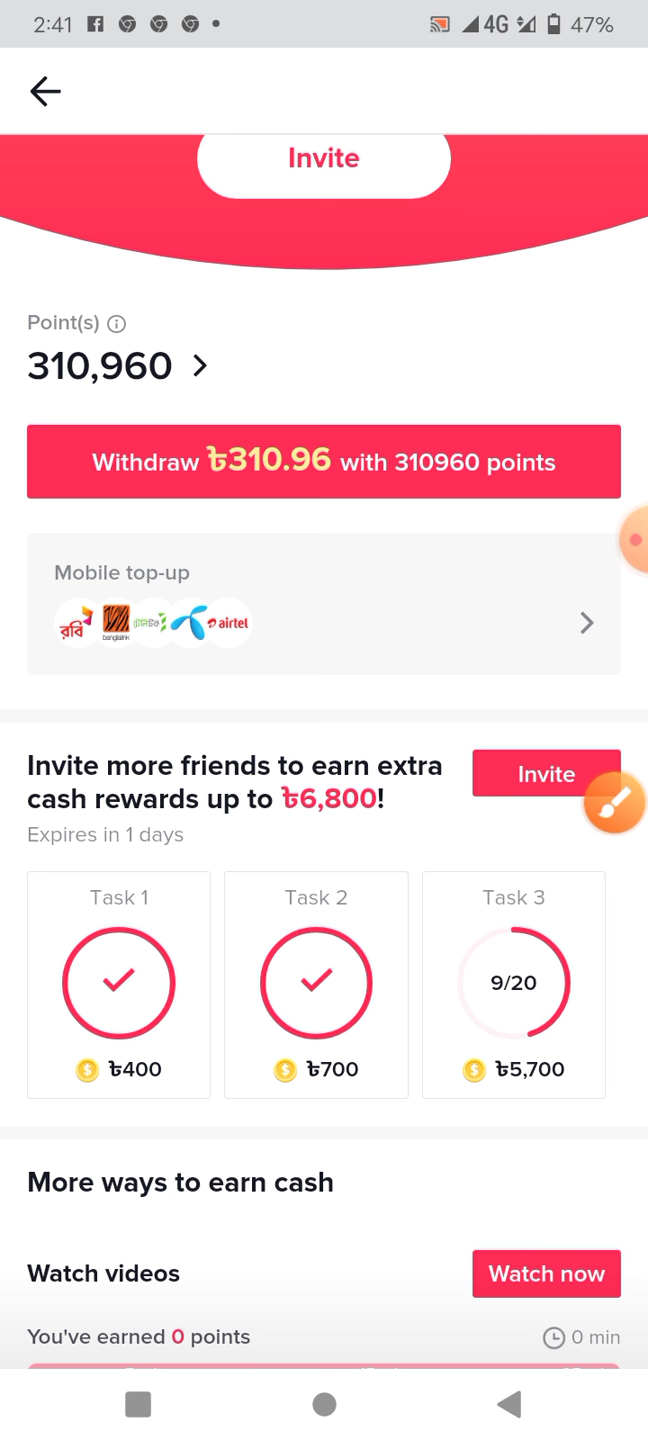 2:41 4G 47%
Invite
Point(s)
310,960
Withdraw ৳310.96 with 310960 points
Mobile top-up
রবি banglalink airtel
Invite more friends to earn extra
cash rewards up to ৳6,800!
Invite
Expires in 1 days
Task 1 Task 2 Task 3
9/20
৳400 ৳700 ৳5,700
More ways to earn cash
Watch videos
Watch now
You've earned 0 points
0 min